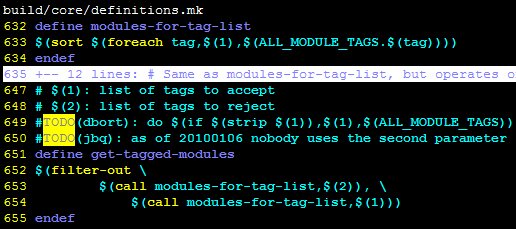 build/core/definitions.mk
632 define modules-for-tag-list
633 $(sort $(foreach tag,$(1),$(ALL_MODULE_TAGS.$(tag))))
634 endef
635 +-- 12 lines: # Same as modules-for-tag-list, but operates o
647 # $(1): list of tags to accept
648 # $(2): list of tags to reject
649 #TODO(dbort): do $(if $(strip $(1)),$(1),$(ALL_MODULE_TAGS))
650 #TODO(jbq): as of 20100106 nobody uses the second parameter
651 define get-tagged-modules
652 $(filter-out \
653 $(call modules-for-tag-list,$(2)), \
654 $(call modules-for-tag-list,$(1)))
655 endef